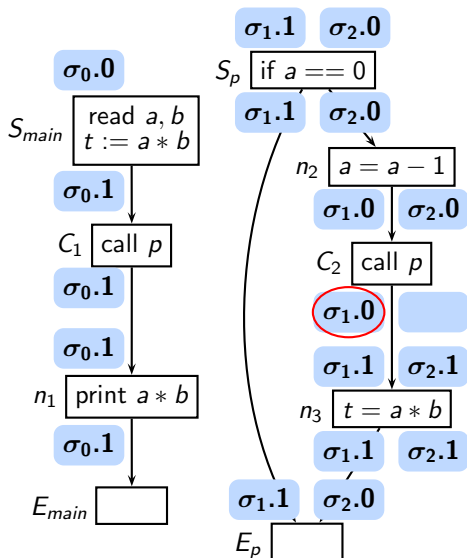 σ₀.0
S_main
read a, b
t := a * b
σ₀.1
C₁
call p
σ₀.1
σ₀.1
n₁
print a * b
σ₀.1
E_main
σ₁.1 σ₂.0
S_p
if a == 0
σ₁.1 σ₂.0
n₂
a = a − 1
σ₁.0 σ₂.0
C₂
call p
σ₁.0
σ₁.1 σ₂.1
n₃
t = a * b
σ₁.1 σ₂.1
σ₁.1 σ₂.0
E_p